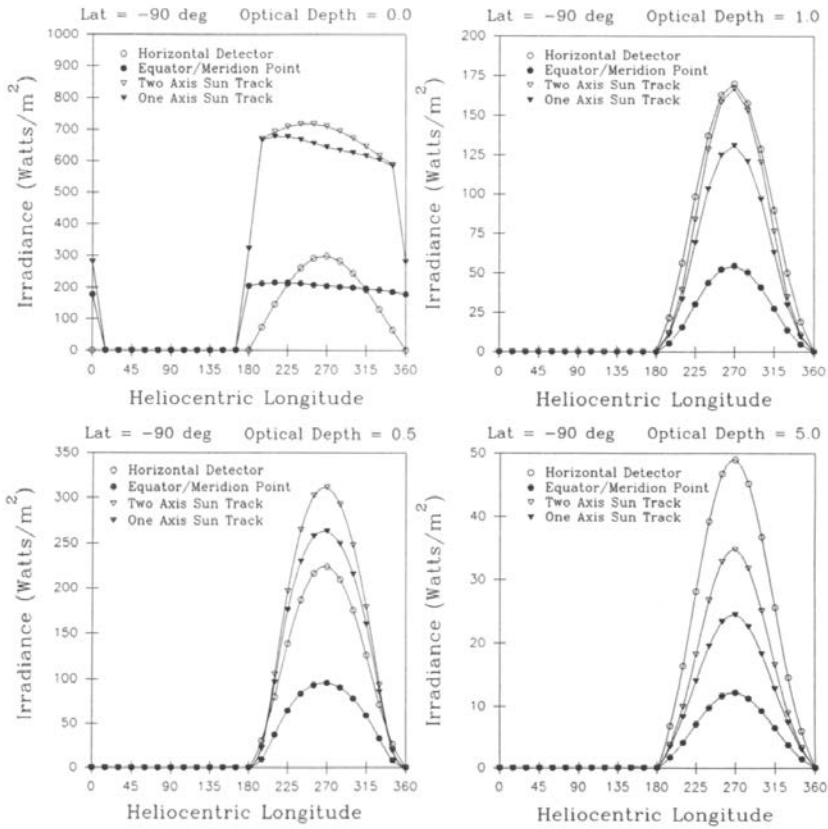 Lat = -90 deg Optical Depth = 0.0
1000
900
800
700
600
500
400
300
200
100
0
Irradiance (Watts/m²)
Horizontal Detector
Equator/Meridion Point
Two Axis Sun Track
One Axis Sun Track
0 45 90 135 180 225 270 315 360
Heliocentric Longitude
Lat = -90 deg Optical Depth = 1.0
200
175
150
125
100
75
50
25
0
Irradiance (Watts/m²)
Horizontal Detector
Equator/Meridion Point
Two Axis Sun Track
One Axis Sun Track
0 45 90 135 180 225 270 315 360
Heliocentric Longitude
Lat = -90 deg Optical Depth = 0.5
350
300
250
200
150
100
50
0
Irradiance (Watts/m²)
Horizontal Detector
Equator/Meridion Point
Two Axis Sun Track
One Axis Sun Track
0 45 90 135 180 225 270 315 360
Heliocentric Longitude
Lat = -90 deg Optical Depth = 5.0
50
40
30
20
10
0
Irradiance (Watts/m²)
Horizontal Detector
Equator/Meridion Point
Two Axis Sun Track
One Axis Sun Track
0 45 90 135 180 225 270 315 360
Heliocentric Longitude